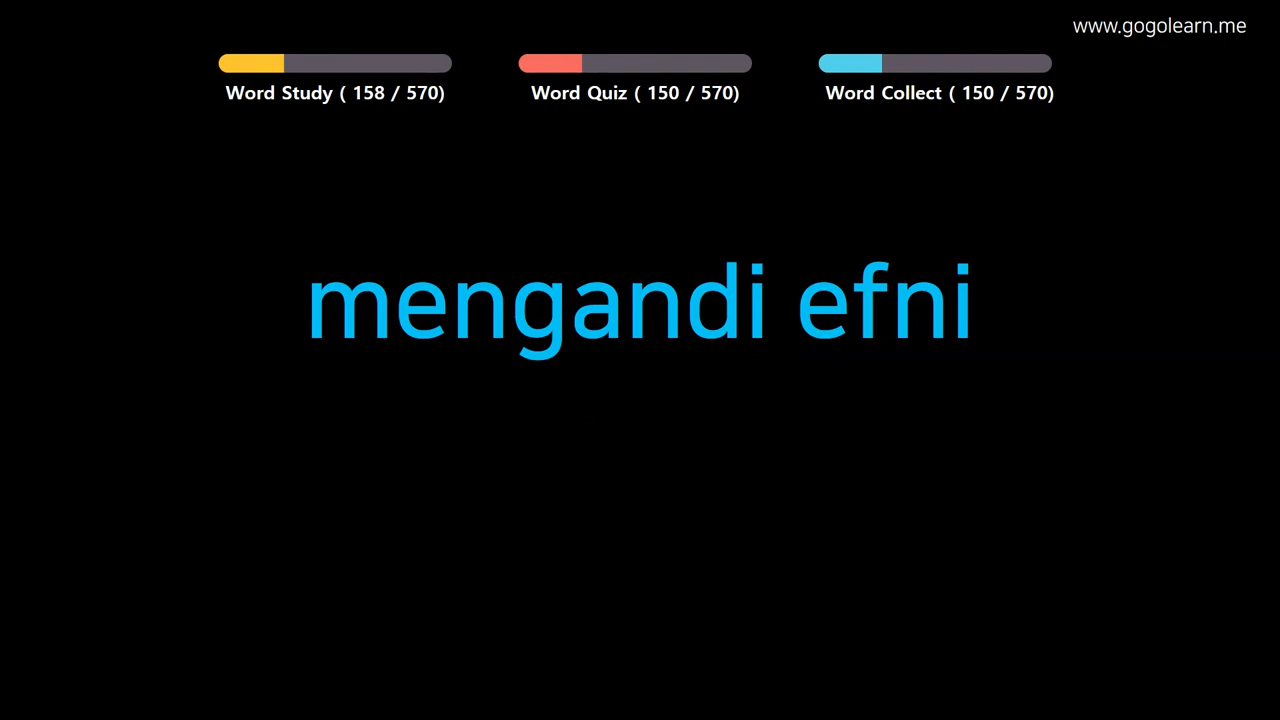 www.gogolearn.me
Word Study ( 158 / 570)
Word Quiz ( 150 / 570)
Word Collect ( 150 / 570)
mengandi efni